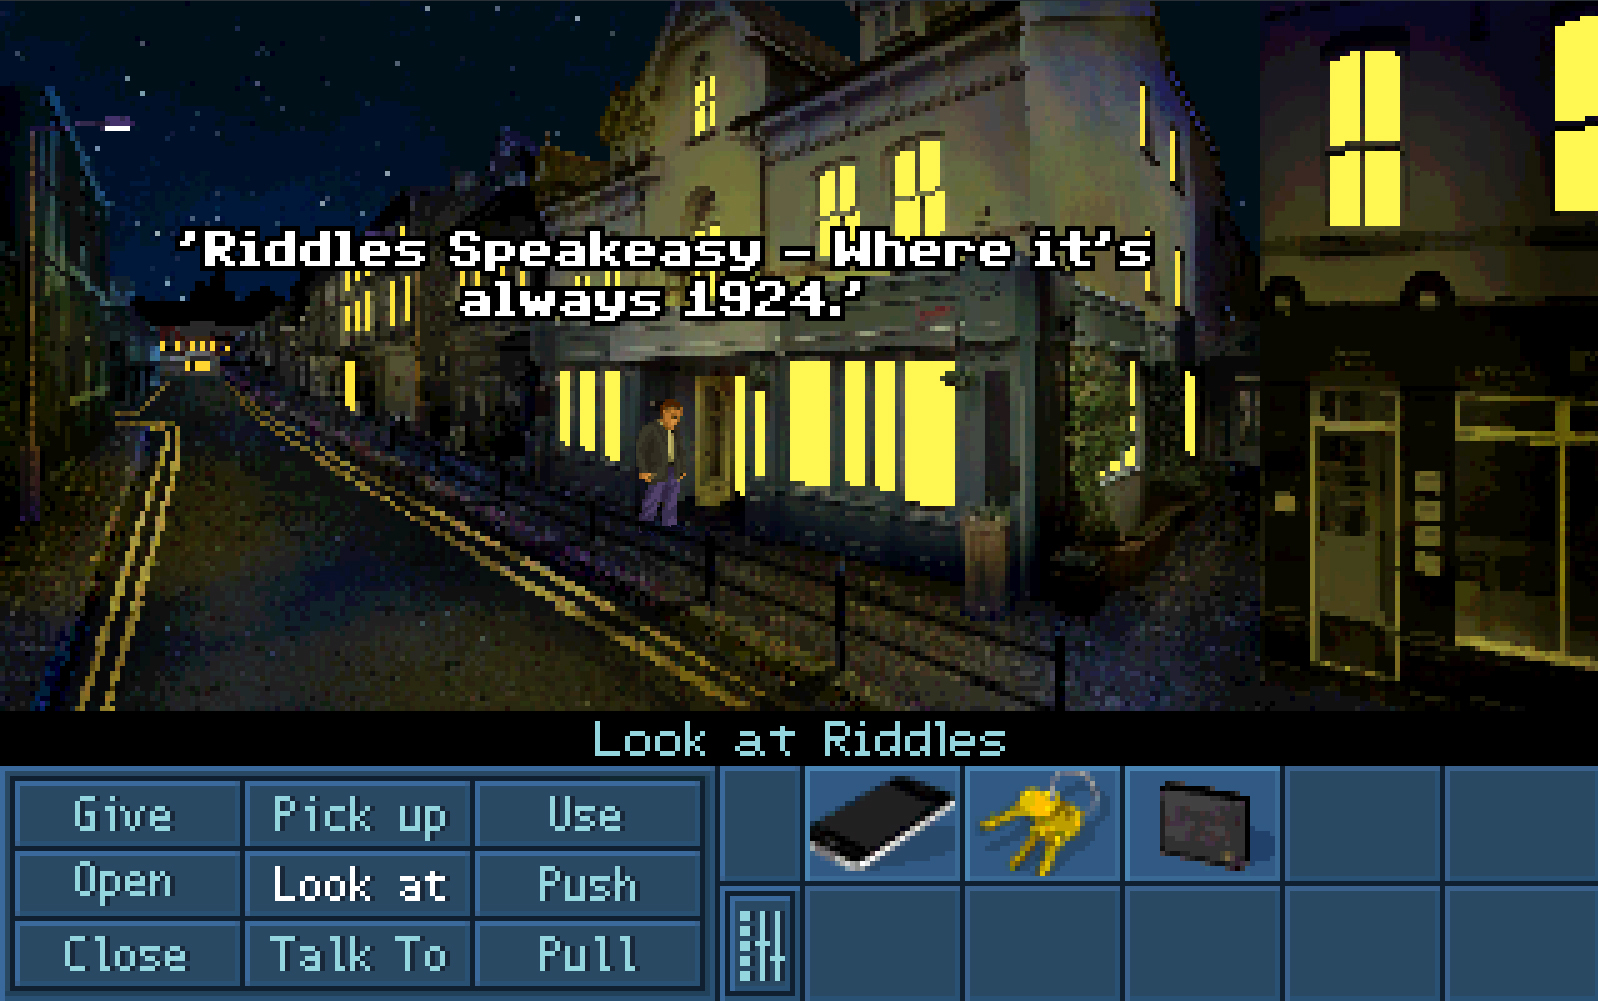 'Riddles Speakeasy - Where it's
always 1924.'
Look at Riddles
Give Pick up Use
Open Look at Push
Close Talk To Pull